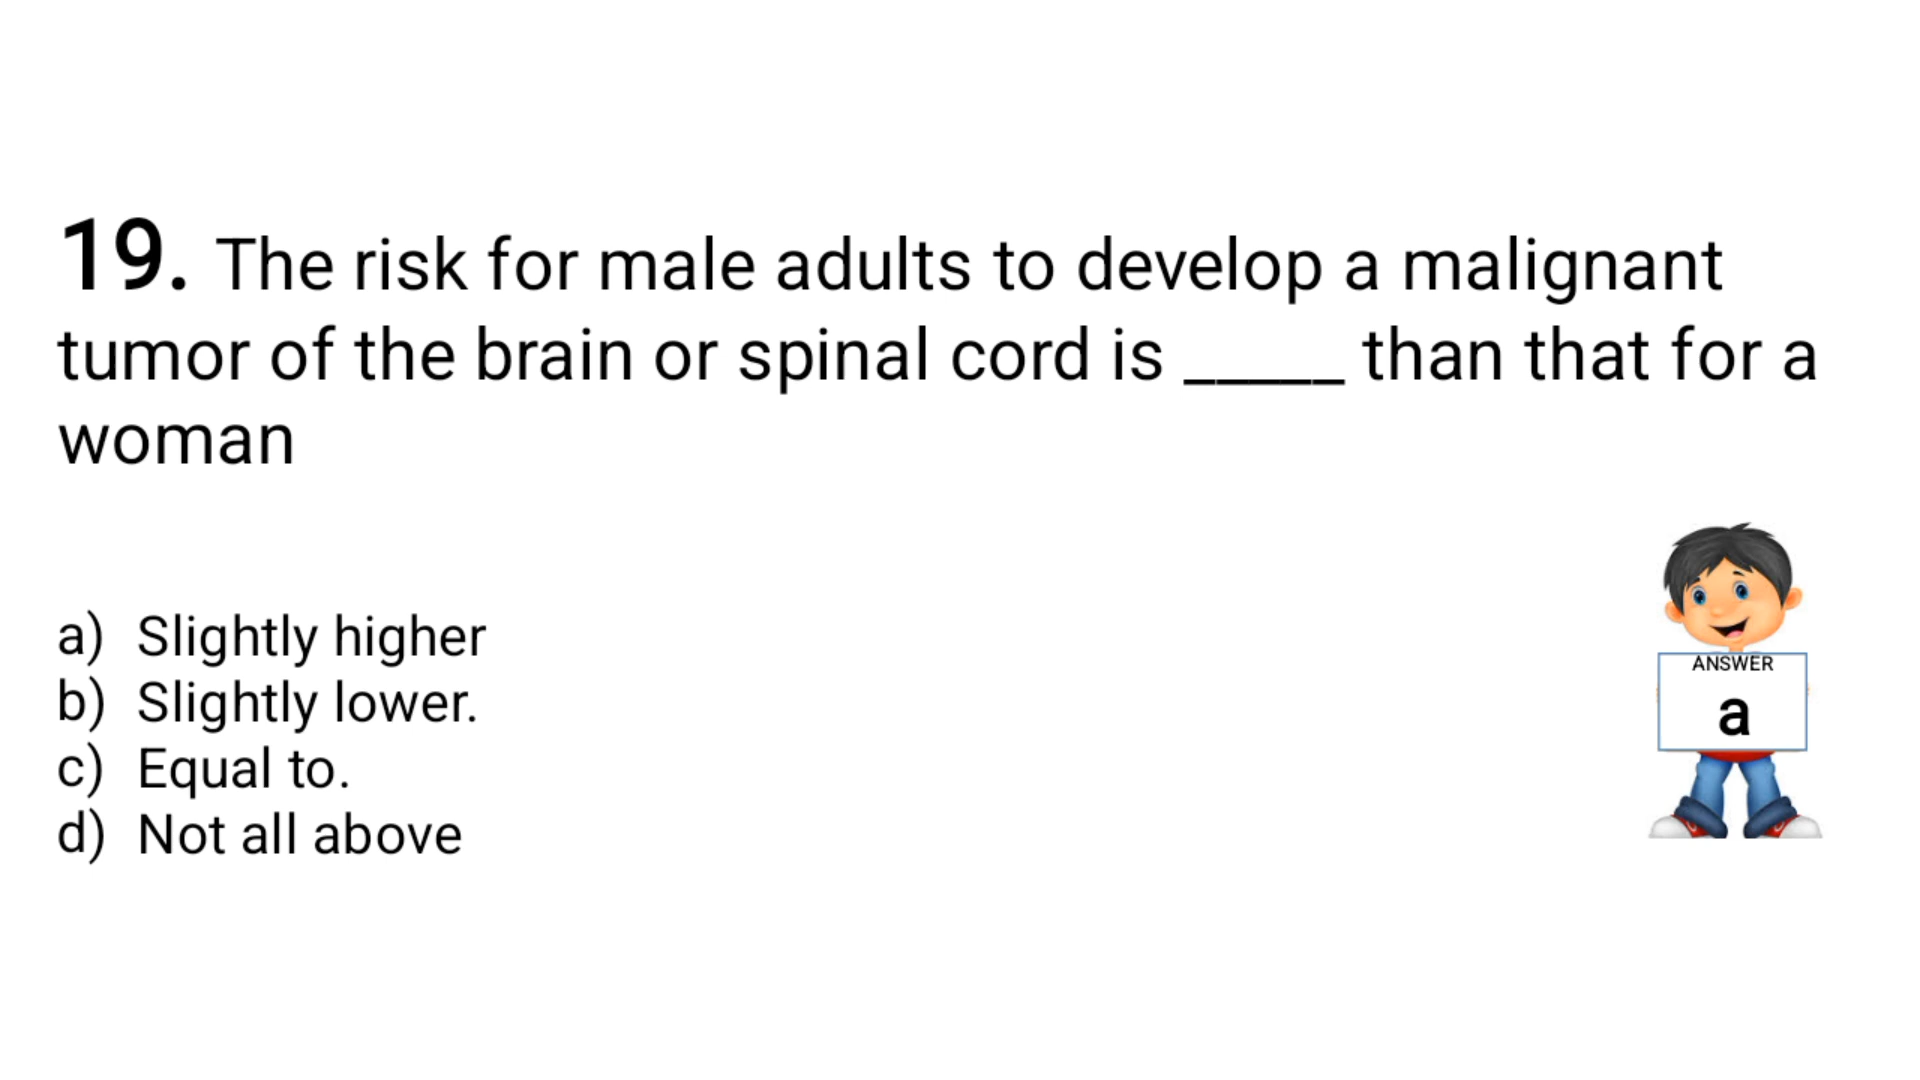 19. The risk for male adults to develop a malignant
tumor of the brain or spinal cord is _____ than that for a
woman
a) Slightly higher
b) Slightly lower.
c) Equal to.
d) Not all above
ANSWER
a